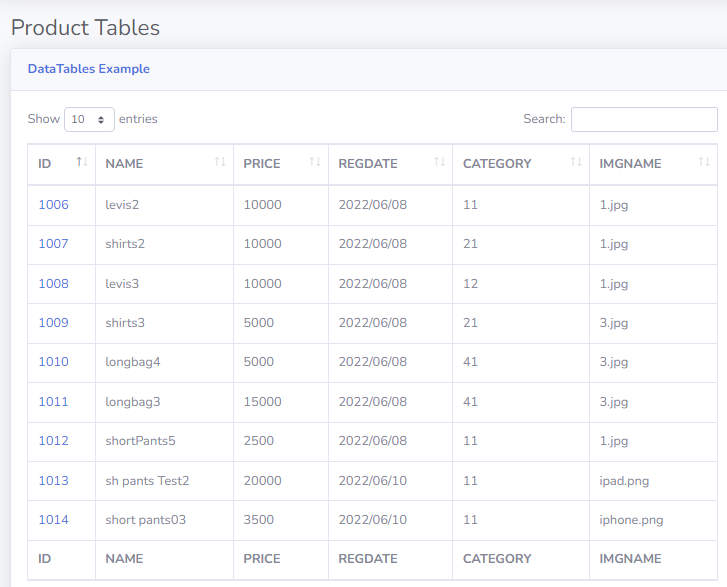 Product Tables
DataTables Example
Show 10 entries Search:
ID NAME PRICE REGDATE CATEGORY IMGNAME
1006 levis2 10000 2022/06/08 11 1.jpg
1007 shirts2 10000 2022/06/08 21 1.jpg
1008 levis3 10000 2022/06/08 12 1.jpg
1009 shirts3 5000 2022/06/08 21 3.jpg
1010 longbag4 5000 2022/06/08 41 3.jpg
1011 longbag3 15000 2022/06/08 41 3.jpg
1012 shortPants5 2500 2022/06/08 11 1.jpg
1013 sh pants Test2 20000 2022/06/10 11 ipad.png
1014 short pants03 3500 2022/06/10 11 iphone.png
ID NAME PRICE REGDATE CATEGORY IMGNAME